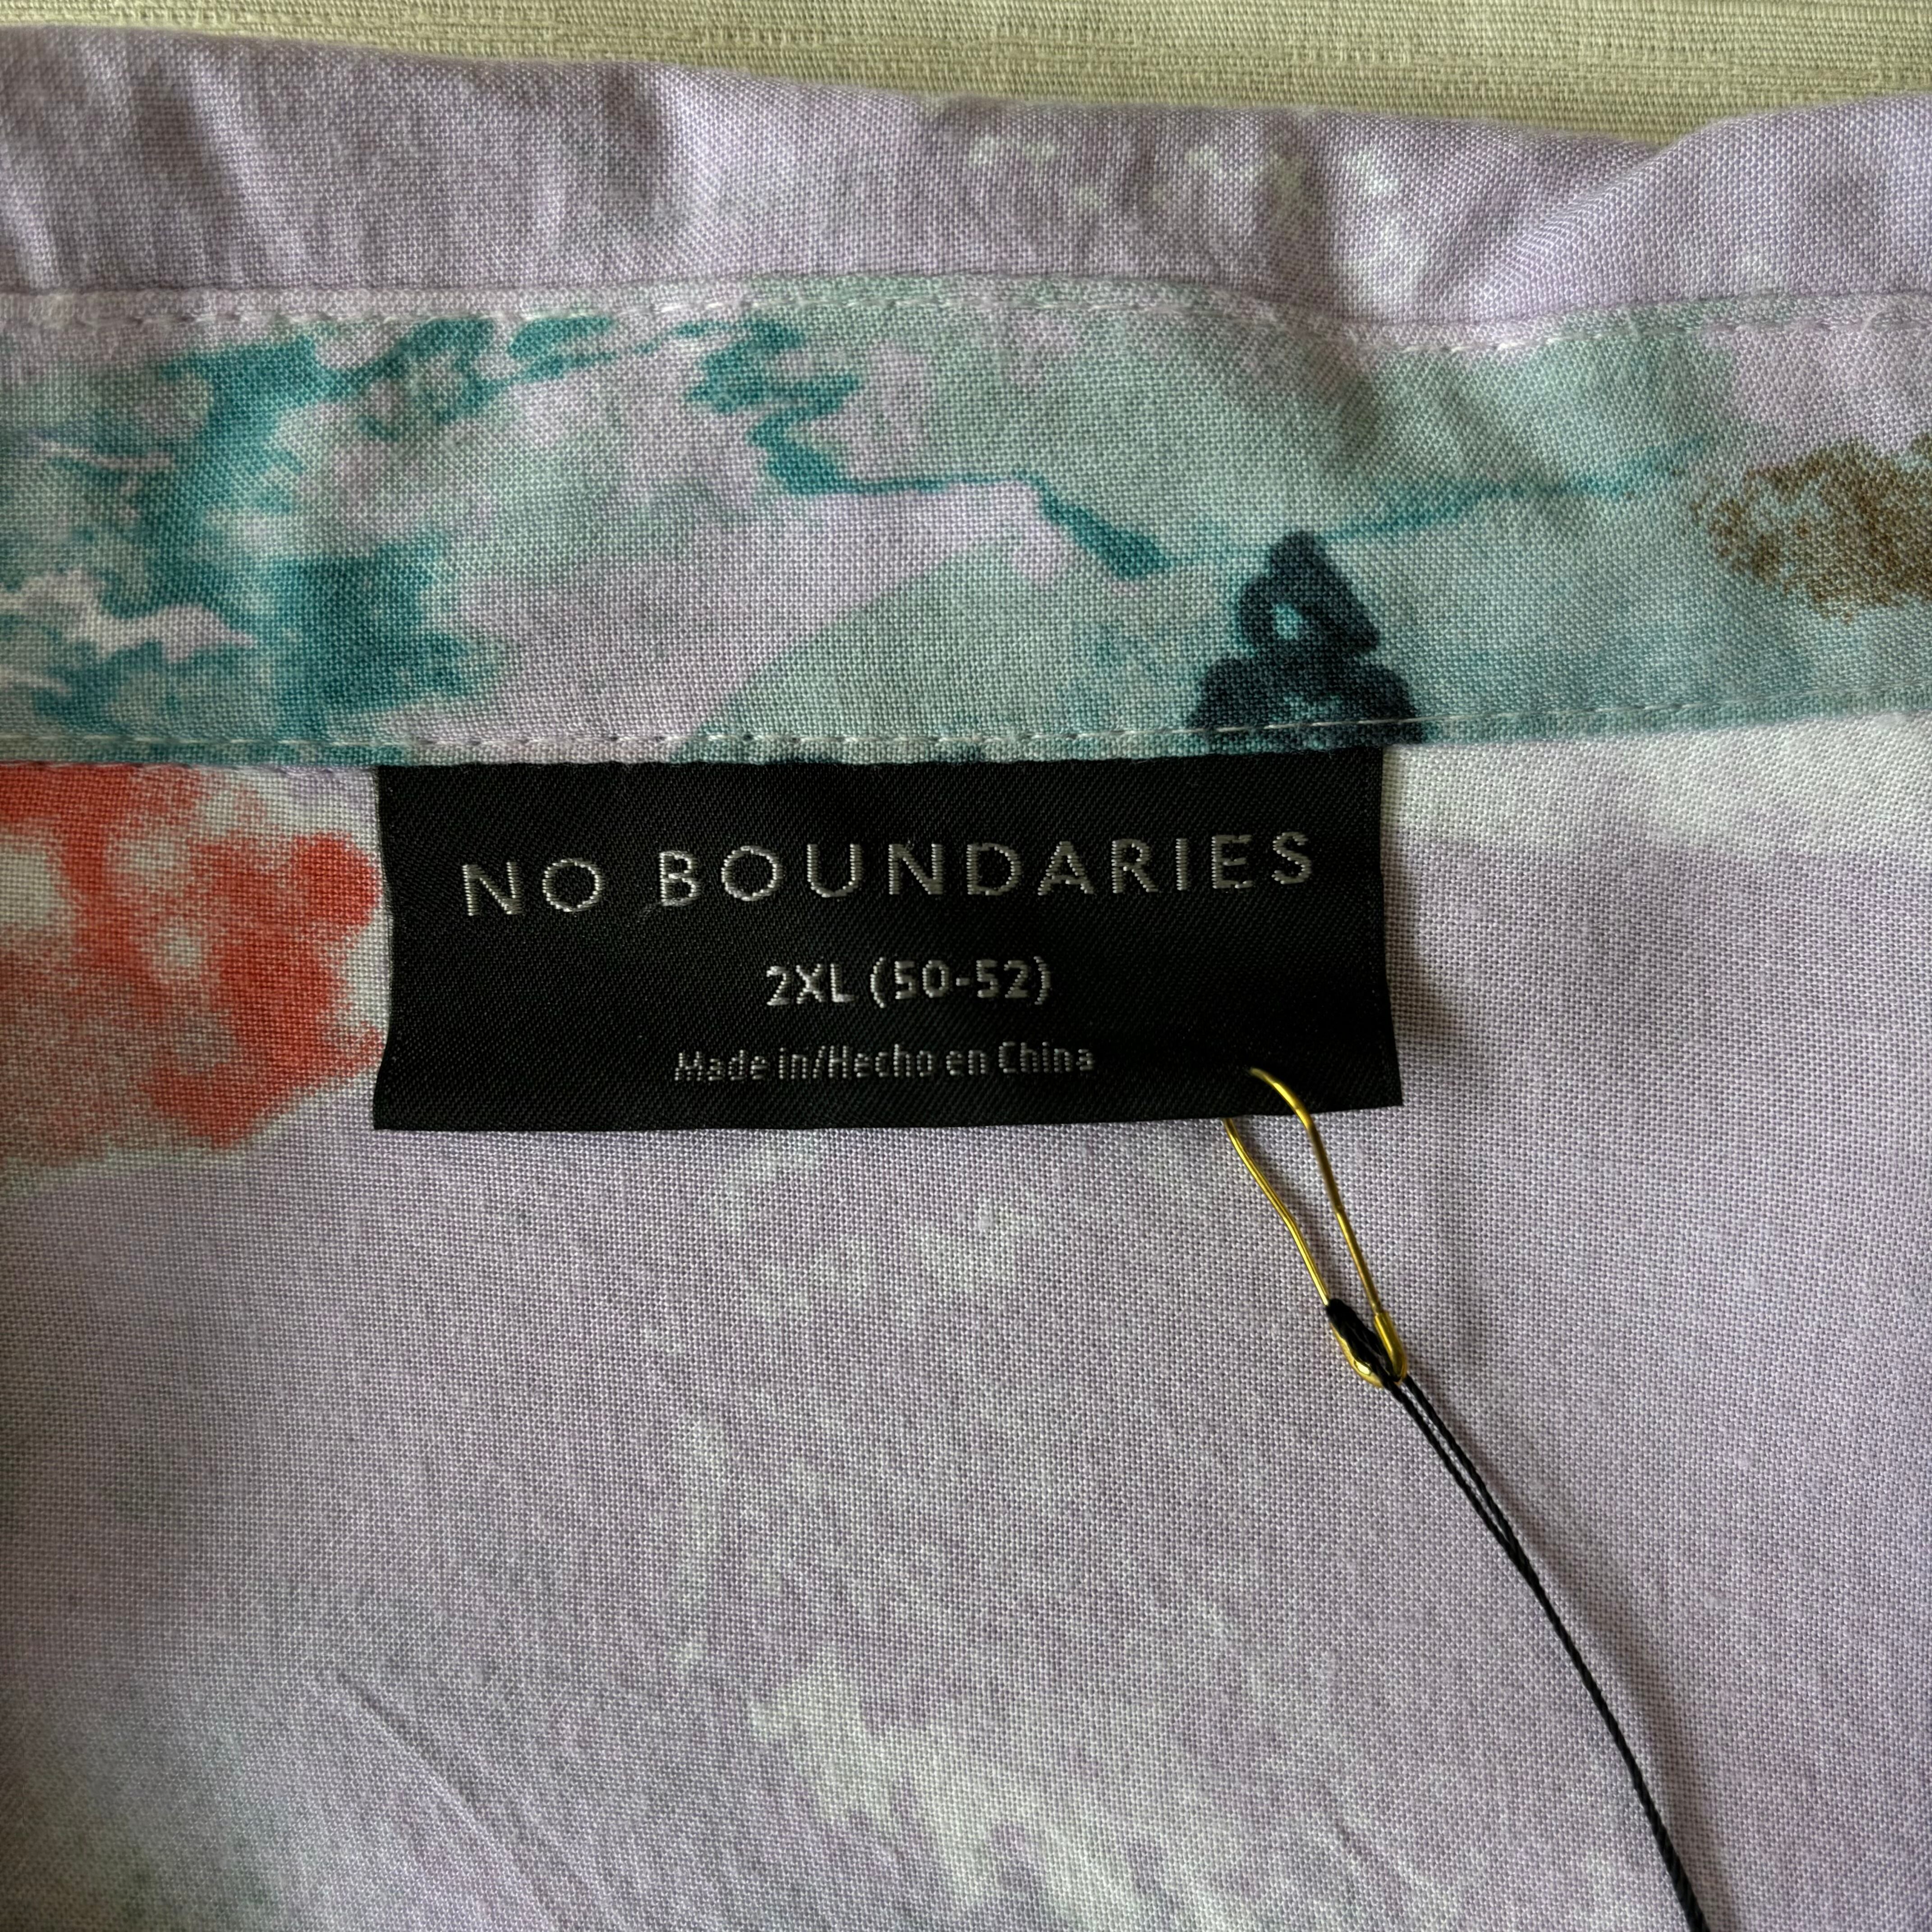 NO BOUNDARIES
2XL (50-52)
Made in/Hecho en China